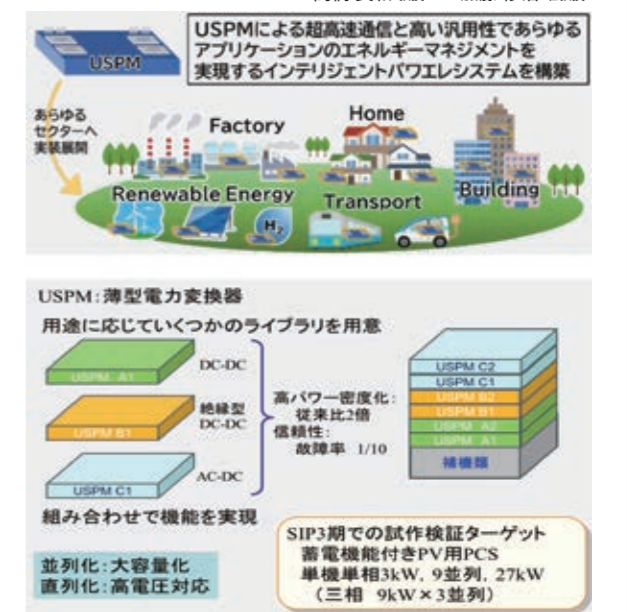 USPMによる超高速通信と高い汎用性であらゆる
アプリケーションのエネルギーマネジメントを
実現するインテリジェントパワエレシステムを構築
USPM
あらゆる
セクターへ
実装展開
Factory
Home
Building
Renewable Energy
Transport
H₂
USPM:薄型電力変換器
用途に応じていくつかのライブラリを用意
USPM A1
DC-DC
USPM B1
絶縁型
DC-DC
USPM C1
AC-DC
高パワー密度化:
従来比2倍
信頼性:
故障率 1/10
USPM C2
USPM C1
USPM B2
USPM B1
USPM A2
USPM A1
補機類
組み合わせで機能を実現
並列化:大容量化
直列化:高電圧対応
SIP3期での試作検証ターゲット
蓄電機能付きPV用PCS
単機単相3kW, 9並列, 27kW
(三相 9kW×3並列)